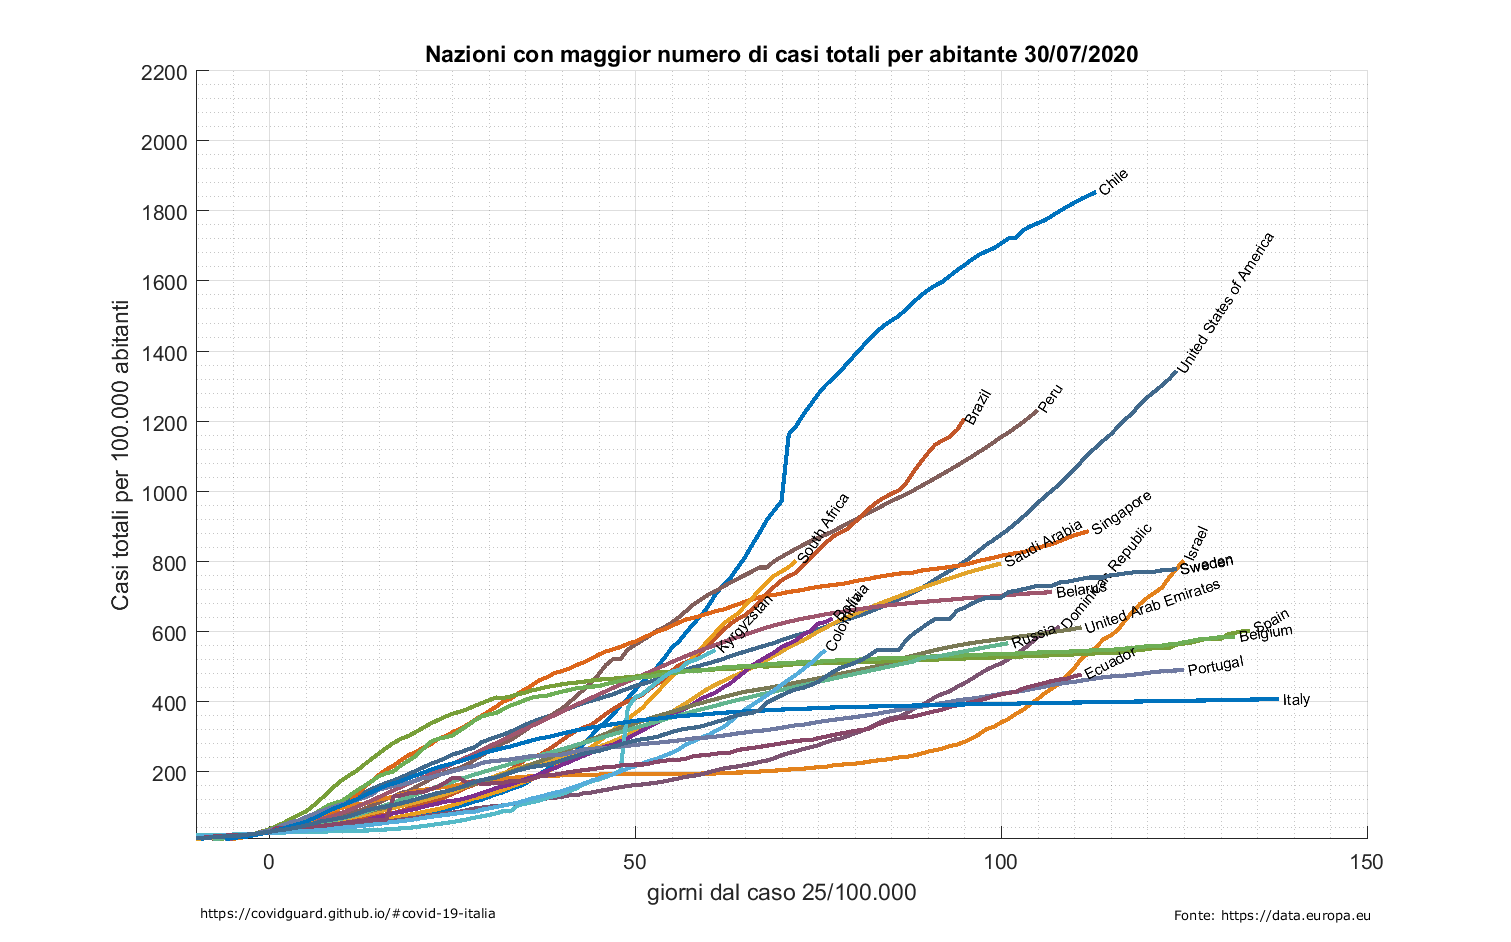 Nazioni con maggior numero di casi totali per abitante 30/07/2020
Casi totali per 100.000 abitanti
2200
2000
1800
1600
1400
1200
1000
800
600
400
200
Chile
United States of America
Brazil
Peru
South Africa
Saudi Arabia
Singapore
Dominican Republic
Israel
Sweden
Belarus
Kyrgyzstan
Bolivia
Colombia
United Arab Emirates
Russia
Spain
Belgium
Ecuador
Portugal
Italy
0
50
100
150
giorni dal caso 25/100.000
https://covidguard.github.io/#covid-19-italia
Fonte: https://data.europa.eu